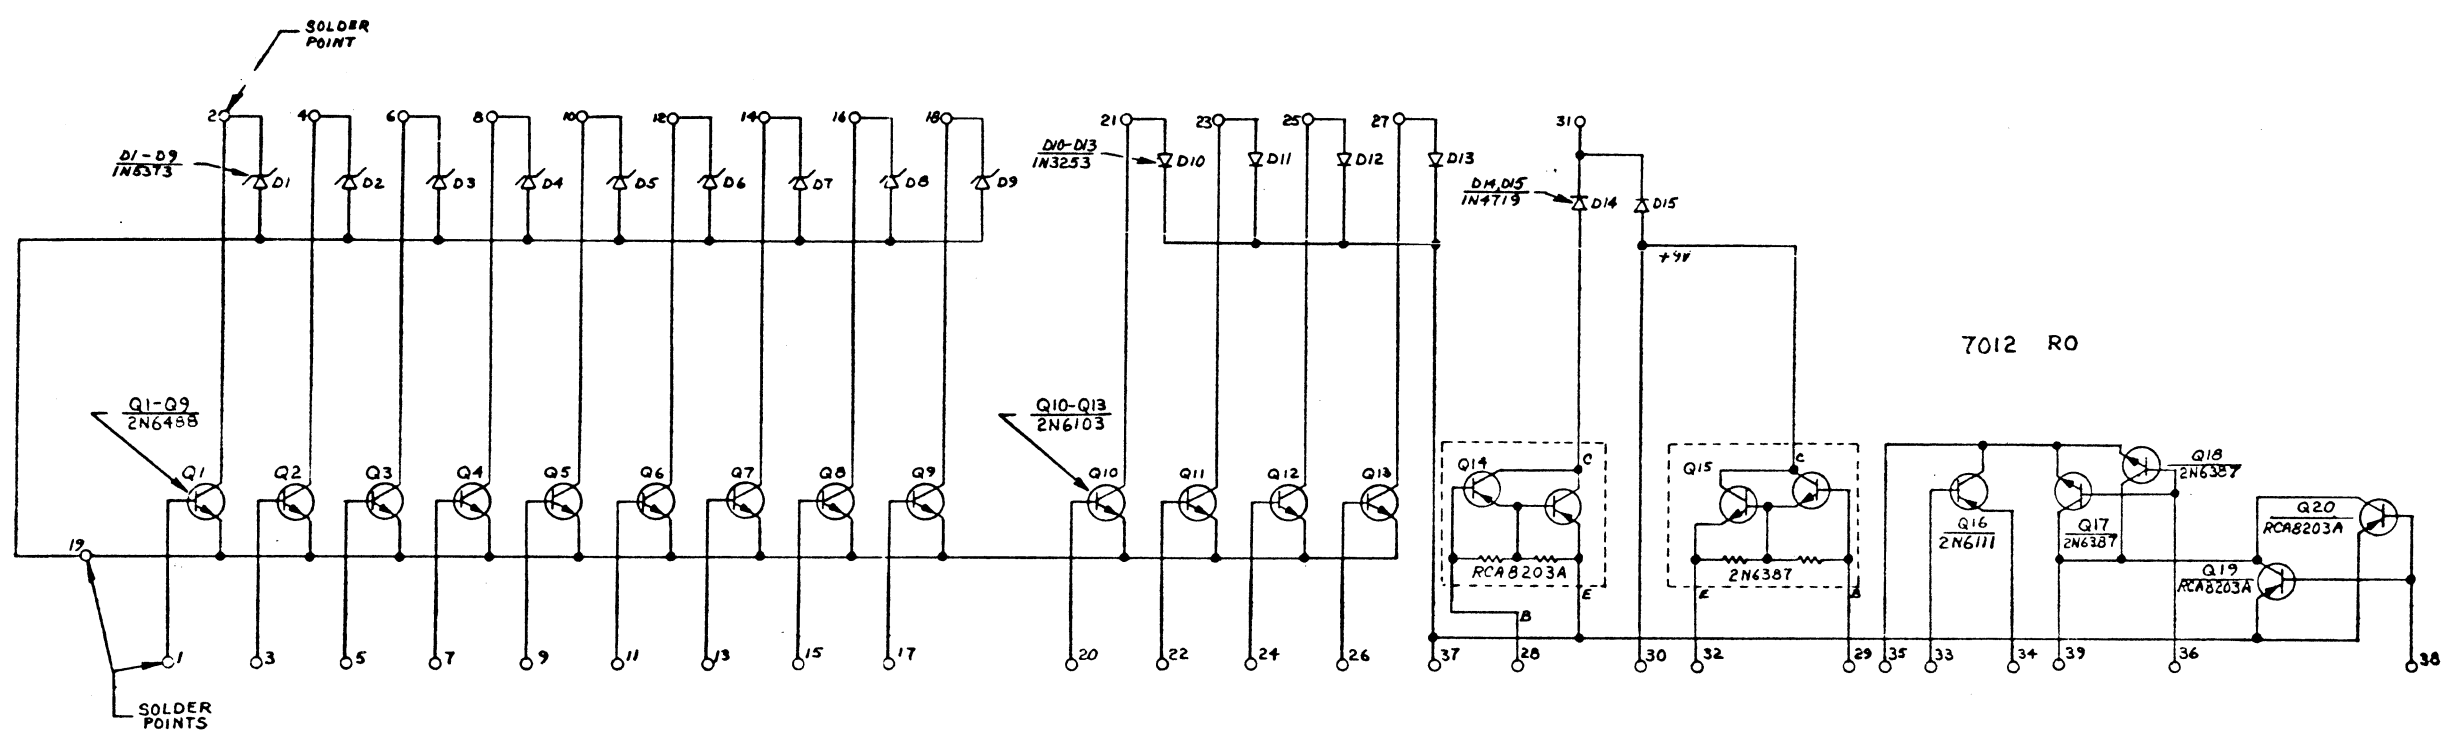 SOLDER
POINT
2 4 6 8 10 12 14 16 18 21 23 25 27 31
D1-D9
1N6373
D1 D2 D3 D4 D5 D6 D7 D8 D9
D10-D13
1N3253
D10 D11 D12 D13
D14,D15
1N4719
D14 D15
+9V
7012 RO
Q1-Q9
2N6488
Q10-Q13
2N6103
Q1 Q2 Q3 Q4 Q5 Q6 Q7 Q8 Q9 Q10 Q11 Q12 Q13
Q14 C
Q15 C
Q18
2N6387
Q20
RCA8203A
Q16
2N6111
Q17
2N6387
Q19
RCA8203A
19
RCA8203A
2N6387
E
E B
B
1 3 5 7 9 11 13 15 17 20 22 24 26 37 28 30 32 29 35 33 34 39 36 38
SOLDER
POINTS